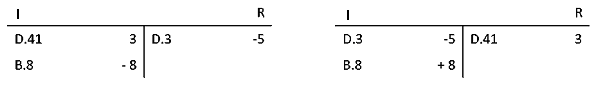 I R
D.41 3 D.3 -5
B.8 - 8
I R
D.3 -5 D.41 3
B.8 + 8